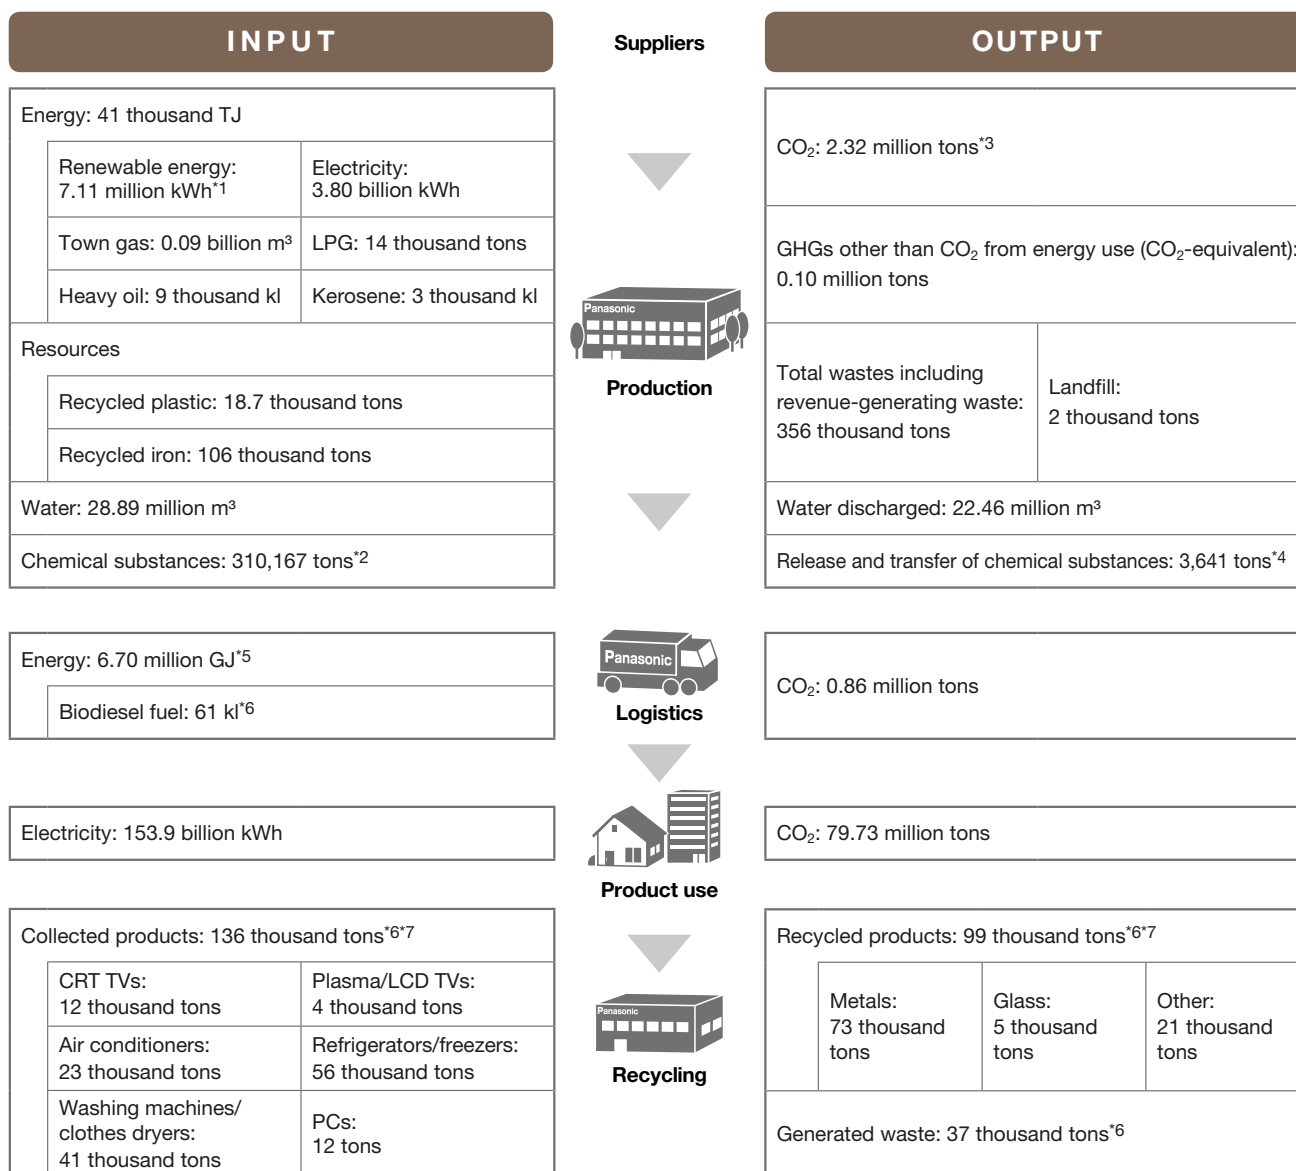 INPUT
Suppliers
OUTPUT
Energy: 41 thousand TJ
Renewable energy:
7.11 million kWh*1
Electricity:
3.80 billion kWh
Town gas: 0.09 billion m³
LPG: 14 thousand tons
Heavy oil: 9 thousand kl
Kerosene: 3 thousand kl
Resources
Recycled plastic: 18.7 thousand tons
Recycled iron: 106 thousand tons
Water: 28.89 million m³
Chemical substances: 310,167 tons*2
Panasonic
Production
CO₂: 2.32 million tons*3
GHGs other than CO₂ from energy use (CO₂-equivalent):
0.10 million tons
Total wastes including
revenue-generating waste:
356 thousand tons
Landfill:
2 thousand tons
Water discharged: 22.46 million m³
Release and transfer of chemical substances: 3,641 tons*4
Energy: 6.70 million GJ*5
Biodiesel fuel: 61 kl*6
Panasonic
Logistics
CO₂: 0.86 million tons
Electricity: 153.9 billion kWh
Product use
CO₂: 79.73 million tons
Collected products: 136 thousand tons*6*7
CRT TVs:
12 thousand tons
Plasma/LCD TVs:
4 thousand tons
Air conditioners:
23 thousand tons
Refrigerators/freezers:
56 thousand tons
Washing machines/
clothes dryers:
41 thousand tons
PCs:
12 tons
Panasonic
Recycling
Recycled products: 99 thousand tons*6*7
Metals:
73 thousand
tons
Glass:
5 thousand
tons
Other:
21 thousand
tons
Generated waste: 37 thousand tons*6